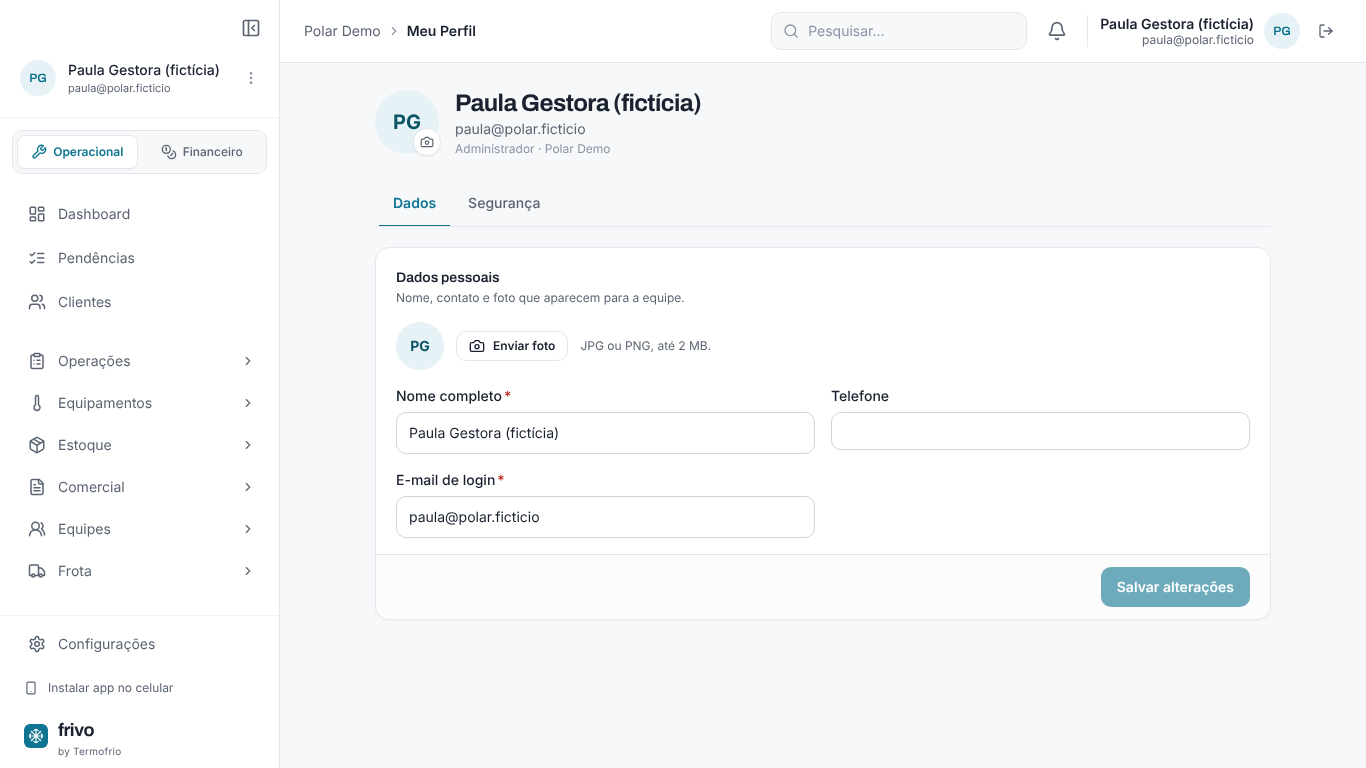 PG
Paula Gestora (fictícia)
paula@polar.ficticio
Operacional
Financeiro
Dashboard
Pendências
Clientes
Operações
Equipamentos
Estoque
Comercial
Equipes
Frota
Configurações
Instalar app no celular
frivo
by Termofrio
Polar Demo > Meu Perfil
Pesquisar...
Paula Gestora (fictícia)
paula@polar.ficticio
PG
PG
Paula Gestora (fictícia)
paula@polar.ficticio
Administrador · Polar Demo
Dados
Segurança
Dados pessoais
Nome, contato e foto que aparecem para a equipe.
PG
Enviar foto
JPG ou PNG, até 2 MB.
Nome completo*
Paula Gestora (fictícia)
Telefone
E-mail de login*
paula@polar.ficticio
Salvar alterações